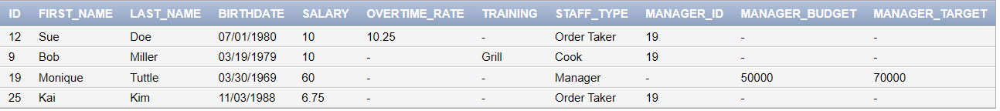 ID FIRST_NAME LAST_NAME BIRTHDATE SALARY OVERTIME_RATE TRAINING STAFF_TYPE MANAGER_ID MANAGER_BUDGET MANAGER_TARGET
12 Sue Doe 07/01/1980 10 10.25 - Order Taker 19 - -
9 Bob Miller 03/19/1979 10 - Grill Cook 19 - -
19 Monique Tuttle 03/30/1969 60 - - Manager - 50000 70000
25 Kai Kim 11/03/1988 6.75 - - Order Taker 19 - -